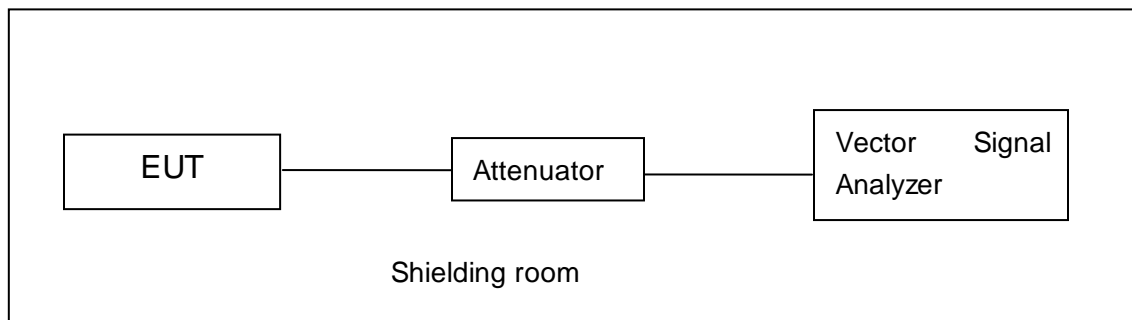 EUT
Attenuator
Vector Signal
Analyzer
Shielding room